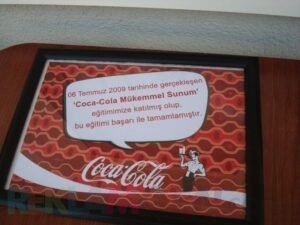 06 Temmuz 2009 tarihinde gerçekleşen
'Coca-Cola Mükemmel Sunum'
eğitimimize katılmış olup,
bu eğitimi başarı ile tamamlamıştır.
Coca-Cola